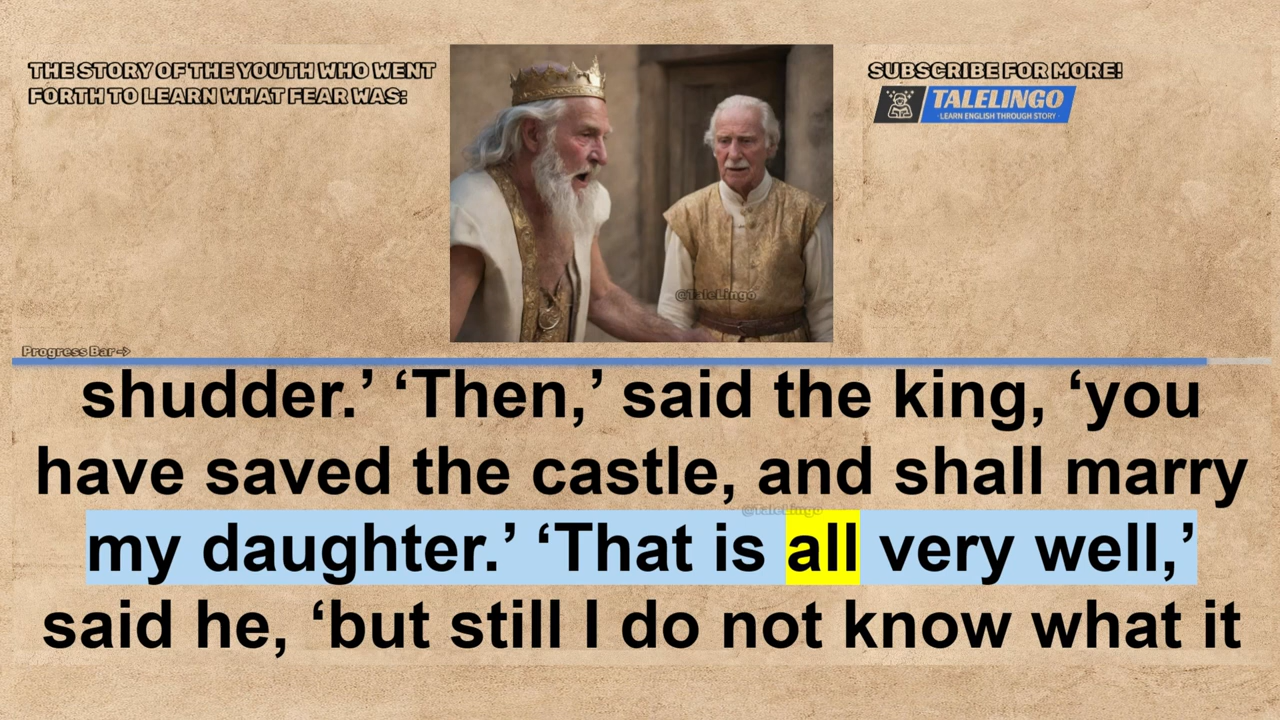 THE STORY OF THE YOUTH WHO WENT
FORTH TO LEARN WHAT FEAR WAS:
SUBSCRIBE FOR MORE!
TALELINGO
· LEARN ENGLISH THROUGH STORY ·
@TaleLingo
Progress Bar->
shudder.’ ‘Then,’ said the king, ‘you
have saved the castle, and shall marry
@TaleLingo
my daughter.’ ‘That is all very well,’
said he, ‘but still I do not know what it